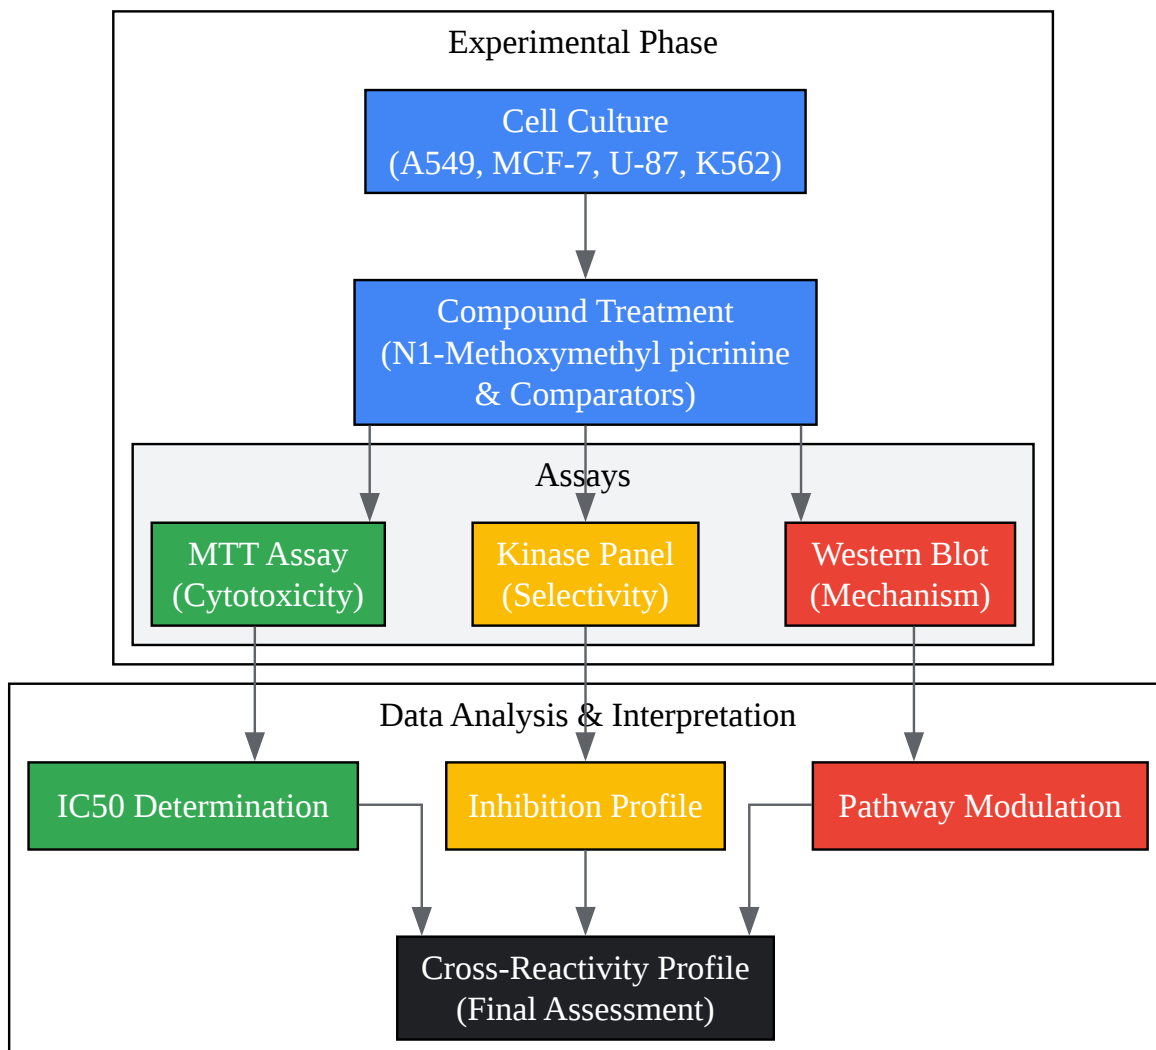 Experimental Phase
Cell Culture
(A549, MCF-7, U-87, K562)
Compound Treatment
(N1-Methoxymethyl picrinine
& Comparators)
Assays
MTT Assay
(Cytotoxicity)
Kinase Panel
(Selectivity)
Western Blot
(Mechanism)
Data Analysis & Interpretation
IC50 Determination
Inhibition Profile
Pathway Modulation
Cross-Reactivity Profile
(Final Assessment)